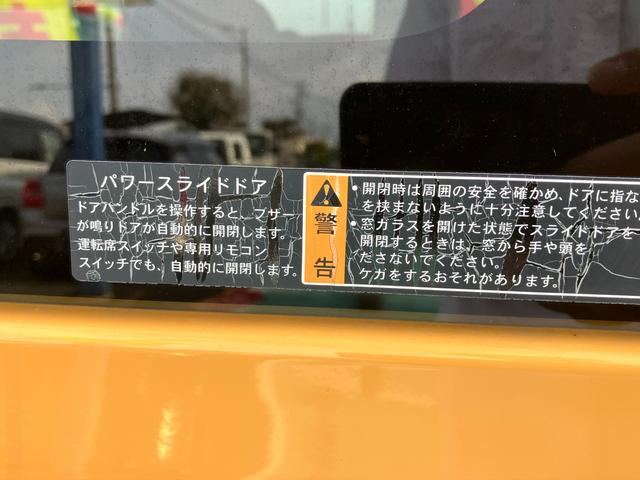 パワースライドドア
ドアハンドルを操作すると、ブザー
が鳴りドアが自動的に開閉します。
運転席スイッチや専用リモコン
スイッチでも、自動的に開閉します。
警告
•開閉時は周囲の安全を確かめ、ドアに指な
を挟まないように十分注意してください
•窓ガラスを開けた状態でスライドドアを
開閉するときは、窓から手や頭を
ださないでください。
ケガをするおそれがあります。